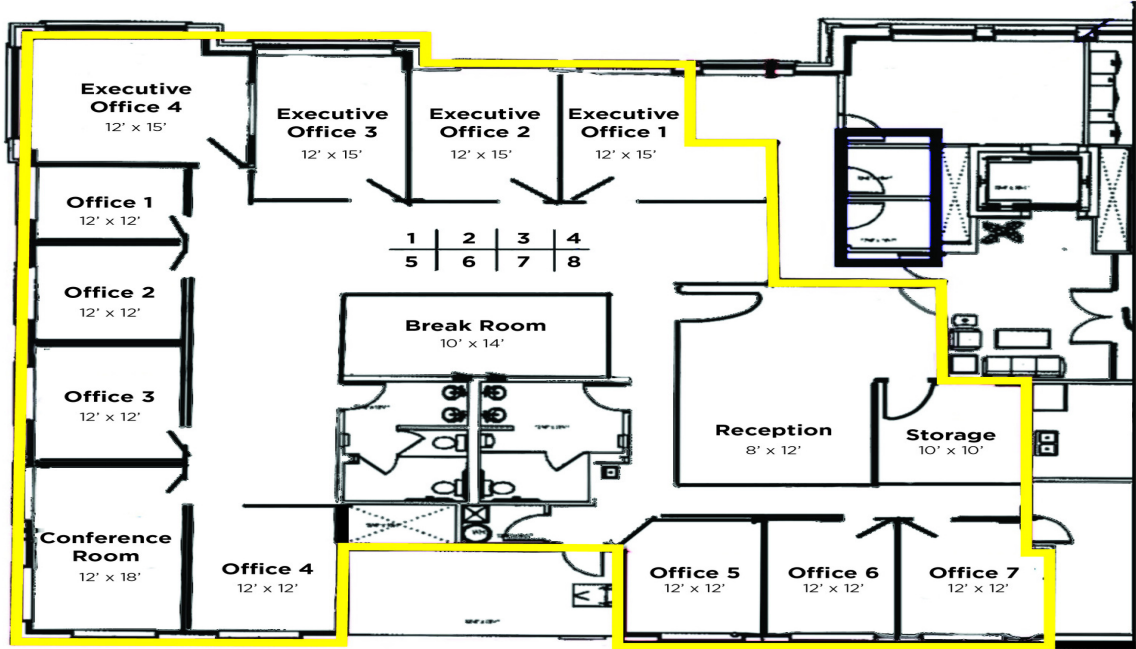 Executive
Office 4
12' x 15'
Executive
Office 3
12' x 15'
Executive
Office 2
12' x 15'
Executive
Office 1
12' x 15'
Office 1
12' x 12'
1 2 3 4
5 6 7 8
Office 2
12' x 12'
Break Room
10' x 14'
Office 3
12' x 12'
Reception
8' x 12'
Storage
10' x 10'
Conference
Room
12' x 18'
Office 4
12' x 12'
Office 5
12' x 12'
Office 6
12' x 12'
Office 7
12' x 12'